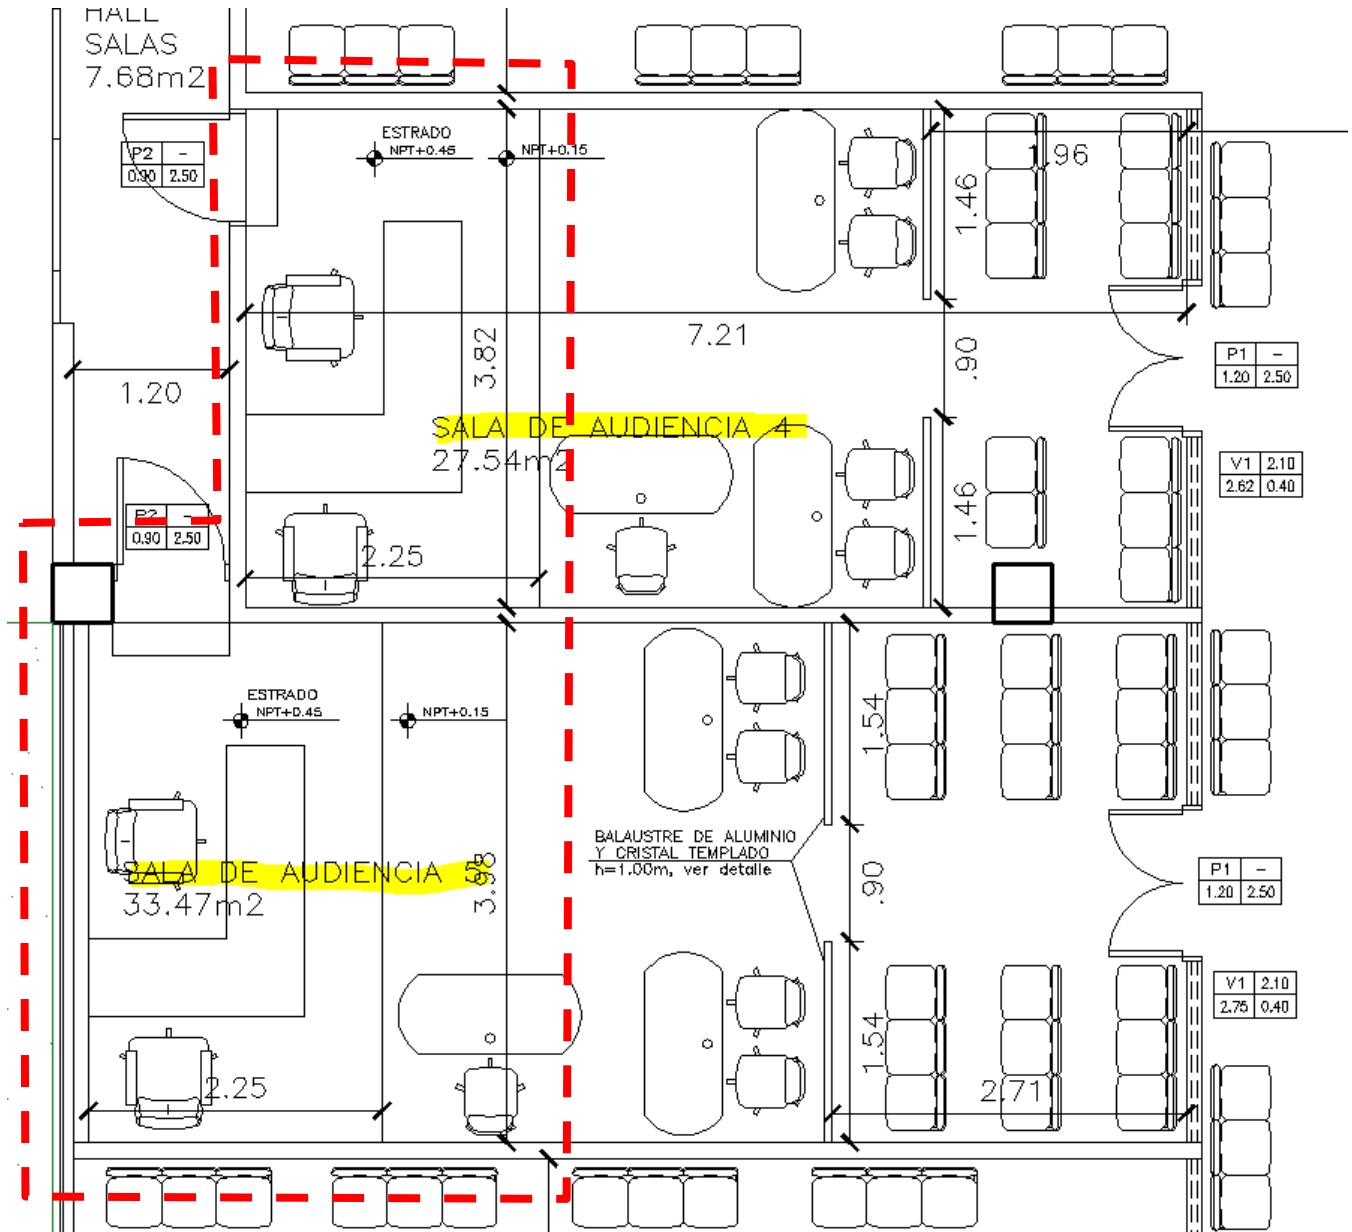 HALL
SALAS
7.68m2
P2 -
0.90 2.50
ESTRADO
NPT+0.45
NPT+0.15
1.96
1.46
7.21
3.82
.90
P1 -
1.20 2.50
1.20
SALA DE AUDIENCIA 4
27.54m2
V1 2.10
2.62 0.40
1.46
P2 -
0.90 2.50
2.25
ESTRADO
NPT+0.45
NPT+0.15
1.54
BALAUSTRE DE ALUMINIO
Y CRISTAL TEMPLADO
h=1.00m, ver detalle
SALA DE AUDIENCIA 5
33.47m2
3.98
.90
P1 -
1.20 2.50
V1 2.10
2.75 0.40
1.54
2.25
2.71